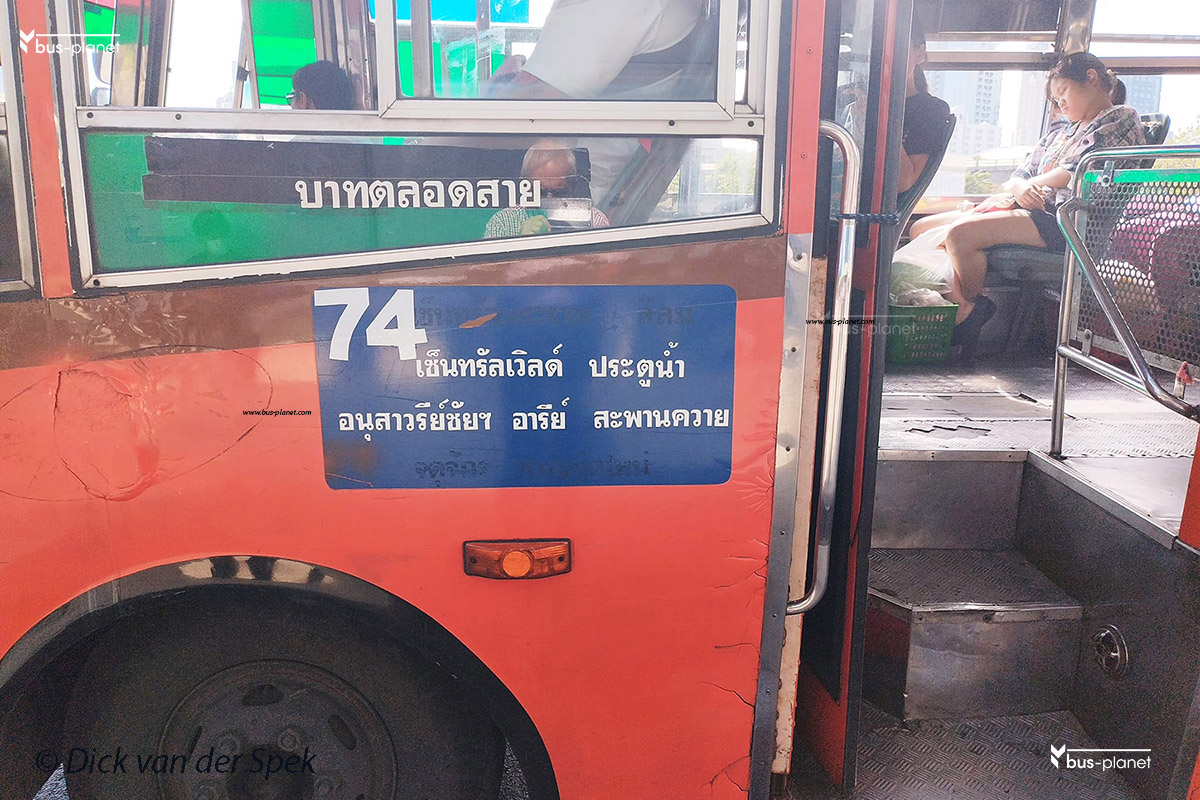 bus-planet
บาทตลอดสาย
74
เซ็นทรัลเวิลด์ ประตูน้ำ
www.bus-planet.com
อนุสาวรีย์ชัยฯ อารีย์ สะพานควาย
www.bus-planet.com
bus-planet
© Dick van der Spek
bus-planet